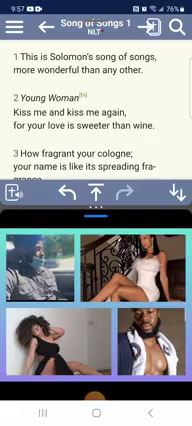 9:57
76%
Song of Songs 1
NLT
1 This is Solomon's song of songs,
more wonderful than any other.
2 Young Woman[a]
Kiss me and kiss me again,
for your love is sweeter than wine.
3 How fragrant your cologne;
your name is like its spreading fra-
grance.